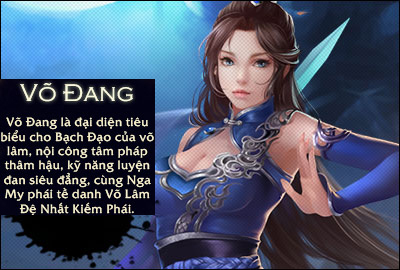 Võ Đang
Võ Đang là đại diện tiêu
biểu cho Bạch Đạo của võ
lâm, nội công tâm pháp
thâm hậu, kỹ năng luyện
đan siêu đẳng, cùng Nga
My phái tề danh Võ Lâm
Đệ Nhất Kiếm Phái.